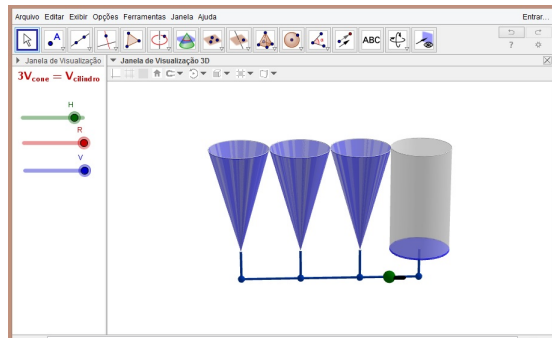 Arquivo Editar Exibir Opções Ferramentas Janela Ajuda
Entrar...
ABC
Janela de Visualização
Janela de Visualização 3D
3Vcone = Vcilindro
H
R
V